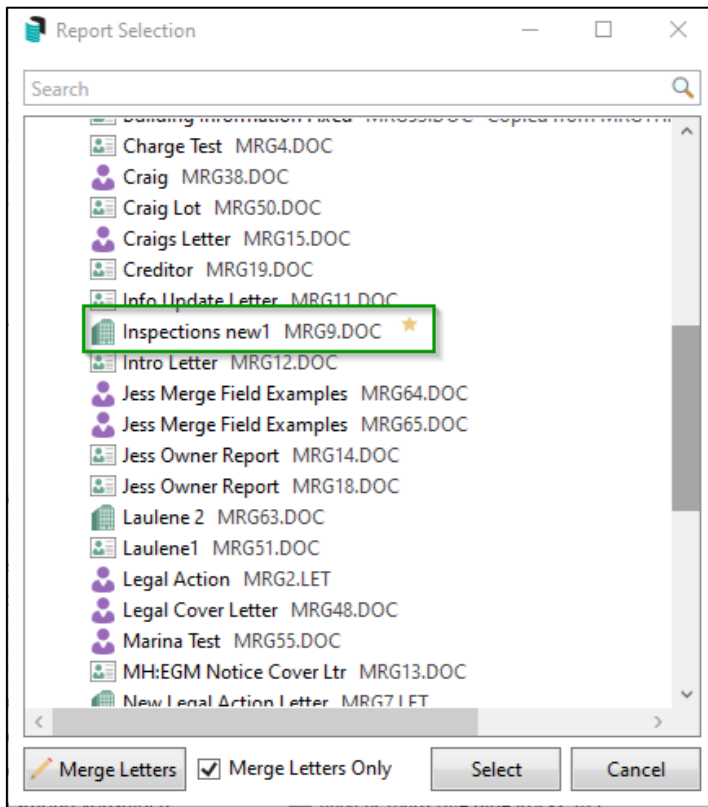 Report Selection
Search
Building Information Fixed MRG53.DOC
Charge Test MRG4.DOC
Craig MRG38.DOC
Craig Lot MRG50.DOC
Craigs Letter MRG15.DOC
Creditor MRG19.DOC
Info Update Letter MRG11.DOC
Inspections new1 MRG9.DOC
Intro Letter MRG12.DOC
Jess Merge Field Examples MRG64.DOC
Jess Merge Field Examples MRG65.DOC
Jess Owner Report MRG14.DOC
Jess Owner Report MRG18.DOC
Laulene 2 MRG63.DOC
Laulene1 MRG51.DOC
Legal Action MRG2.LET
Legal Cover Letter MRG48.DOC
Marina Test MRG55.DOC
MH:EGM Notice Cover Ltr MRG13.DOC
New Legal Action Letter MRG7.LET
Merge Letters Merge Letters Only Select Cancel